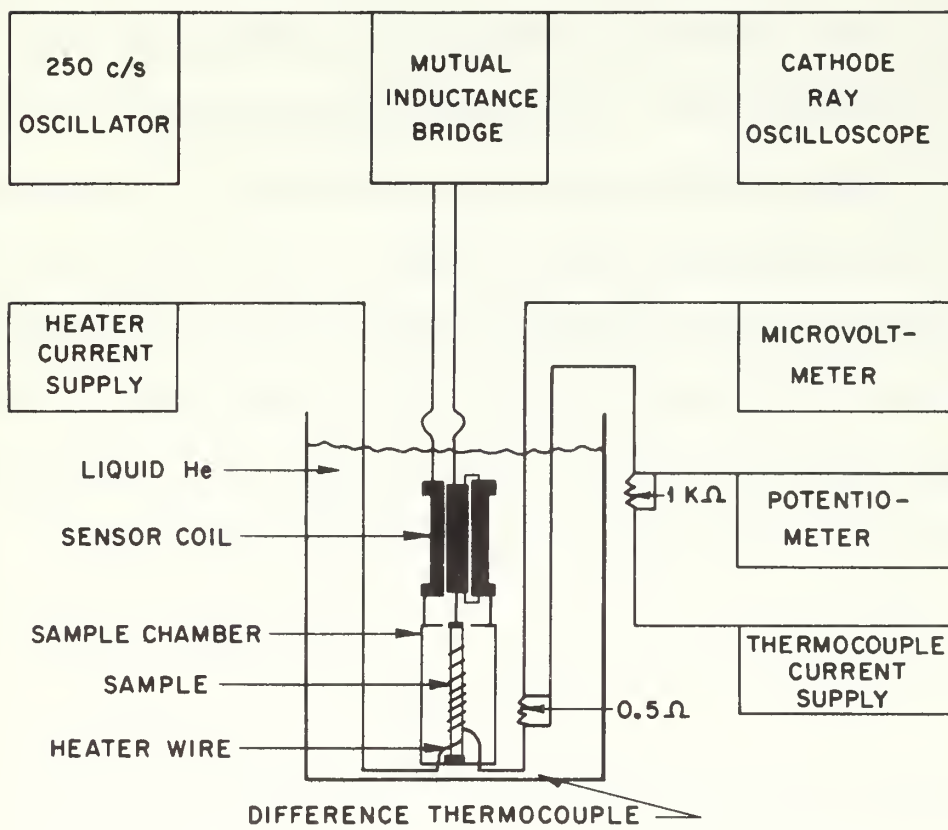 250 c/s
OSCILLATOR
MUTUAL
INDUCTANCE
BRIDGE
CATHODE
RAY
OSCILLOSCOPE
HEATER
CURRENT
SUPPLY
MICROVOLT-
METER
LIQUID He
1 KΩ
POTENTIO-
METER
SENSOR COIL
SAMPLE CHAMBER
THERMOCOUPLE
CURRENT
SUPPLY
SAMPLE
0.5Ω
HEATER WIRE
DIFFERENCE THERMOCOUPLE